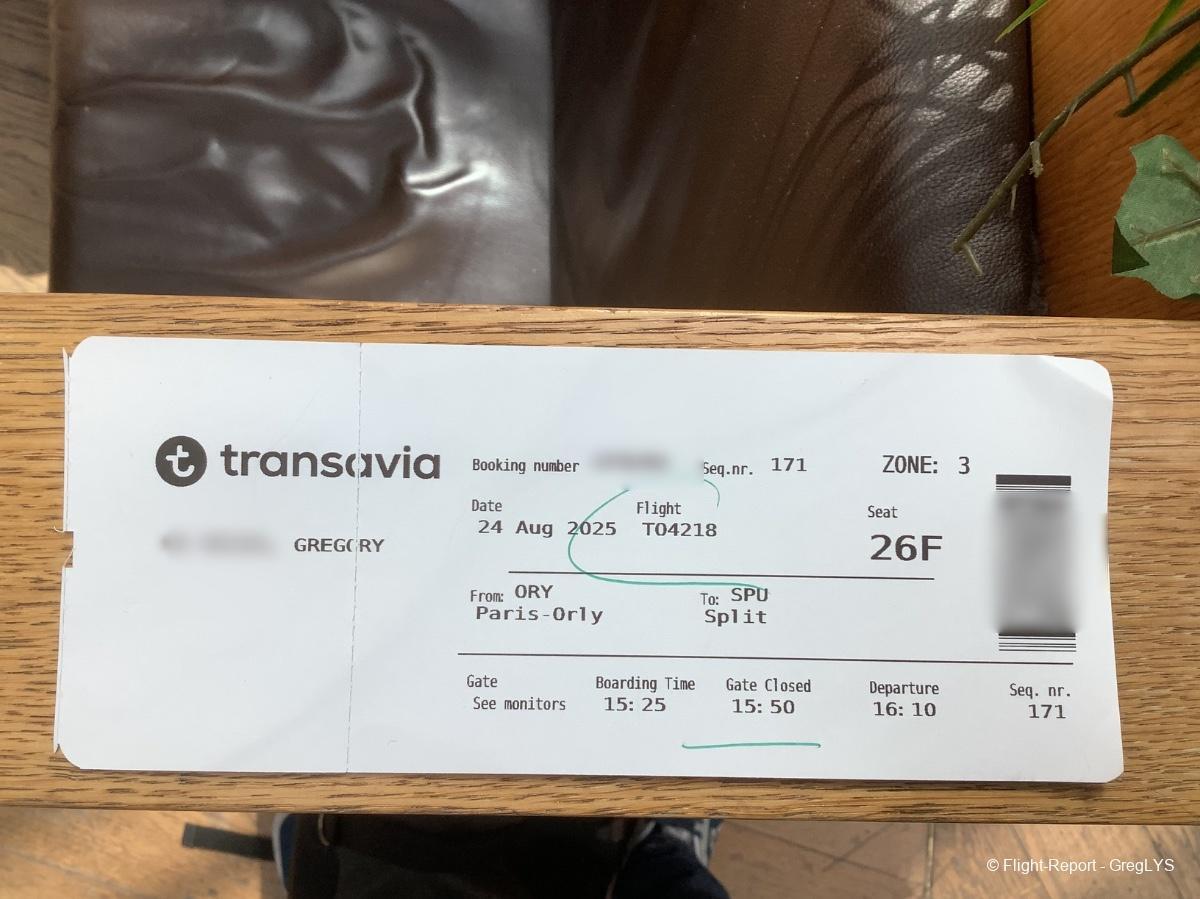 transavia
GREGORY
Booking number
Seq.nr. 171
ZONE: 3
Date
24 Aug 2025
Flight
TO4218
Seat
26F
From: ORY
Paris-Orly
To: SPU
Split
Gate
See monitors
Boarding Time
15:25
Gate Closed
15:50
Departure
16:10
Seq. nr.
171
© Flight-Report - GregLYS